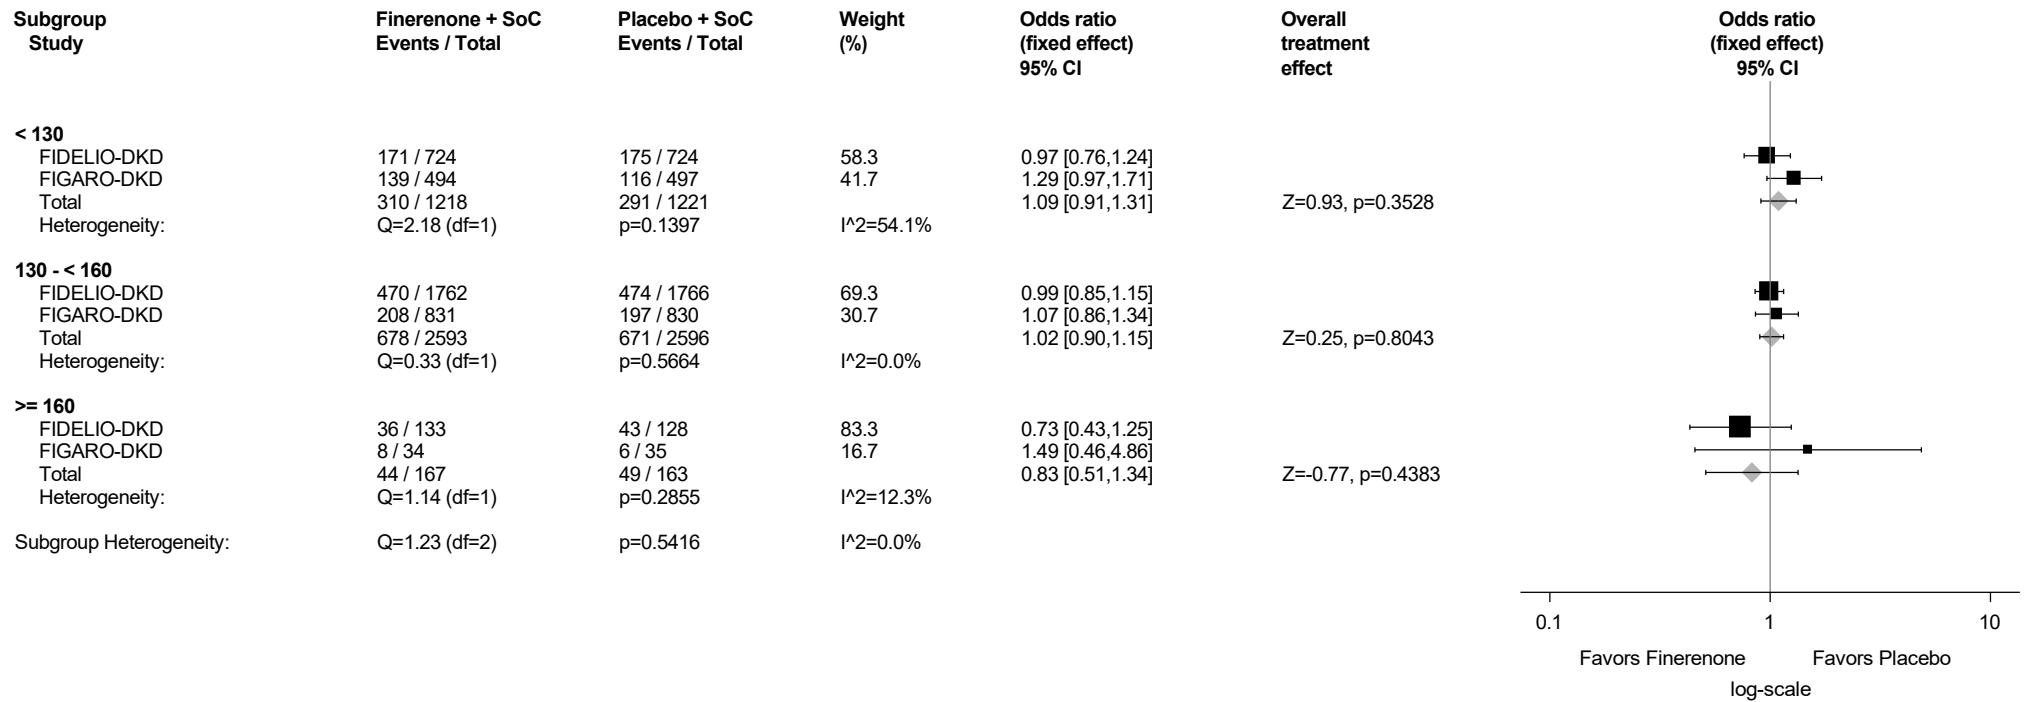 Subgroup Finerenone + SoC Placebo + SoC Weight Odds ratio Overall Odds ratio
Study Events / Total Events / Total (%) (fixed effect) treatment (fixed effect)
95% CI effect 95% CI
< 130
FIDELIO-DKD 171 / 724 175 / 724 58.3 0.97 [0.76,1.24]
FIGARO-DKD 139 / 494 116 / 497 41.7 1.29 [0.97,1.71]
Total 310 / 1218 291 / 1221 1.09 [0.91,1.31] Z=0.93, p=0.3528
Heterogeneity: Q=2.18 (df=1) p=0.1397 I^2=54.1%
130 - < 160
FIDELIO-DKD 470 / 1762 474 / 1766 69.3 0.99 [0.85,1.15]
FIGARO-DKD 208 / 831 197 / 830 30.7 1.07 [0.86,1.34]
Total 678 / 2593 671 / 2596 1.02 [0.90,1.15] Z=0.25, p=0.8043
Heterogeneity: Q=0.33 (df=1) p=0.5664 I^2=0.0%
>= 160
FIDELIO-DKD 36 / 133 43 / 128 83.3 0.73 [0.43,1.25]
FIGARO-DKD 8 / 34 6 / 35 16.7 1.49 [0.46,4.86]
Total 44 / 167 49 / 163 0.83 [0.51,1.34] Z=-0.77, p=0.4383
Heterogeneity: Q=1.14 (df=1) p=0.2855 I^2=12.3%
Subgroup Heterogeneity: Q=1.23 (df=2) p=0.5416 I^2=0.0%
0.1 1 10
Favors Finerenone Favors Placebo
log-scale